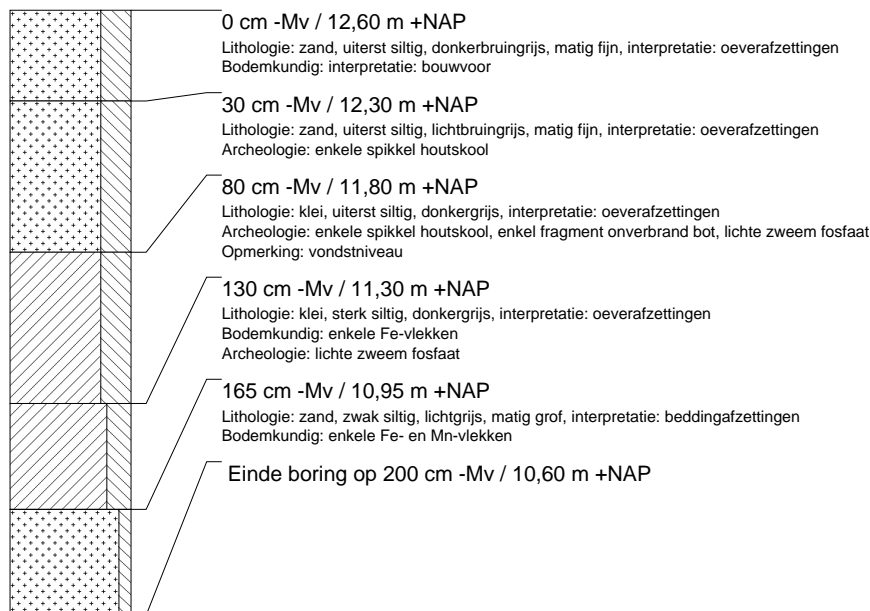 0 cm -Mv / 12,60 m +NAP
Lithologie: zand, uiterst siltig, donkerbruingrijs, matig fijn, interpretatie: oeverafzettingen
Bodemkundig: interpretatie: bouwvoor
30 cm -Mv / 12,30 m +NAP
Lithologie: zand, uiterst siltig, lichtbruingrijs, matig fijn, interpretatie: oeverafzettingen
Archeologie: enkele spikkel houtskool
80 cm -Mv / 11,80 m +NAP
Lithologie: klei, uiterst siltig, donkergrijs, interpretatie: oeverafzettingen
Archeologie: enkele spikkel houtskool, enkel fragment onverbrand bot, lichte zweem fosfaat
Opmerking: vondstniveau
130 cm -Mv / 11,30 m +NAP
Lithologie: klei, sterk siltig, donkergrijs, interpretatie: oeverafzettingen
Bodemkundig: enkele Fe-vlekken
Archeologie: lichte zweem fosfaat
165 cm -Mv / 10,95 m +NAP
Lithologie: zand, zwak siltig, lichtgrijs, matig grof, interpretatie: beddingafzettingen
Bodemkundig: enkele Fe- en Mn-vlekken
Einde boring op 200 cm -Mv / 10,60 m +NAP